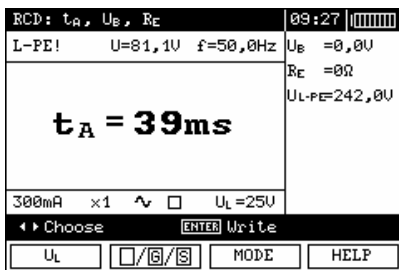 RCD: tA, UB, RE 09:27
L-PE! U=81,1V f=50,0Hz
UB =0,0V
RE =0Ω
UL-PE=242,0V
tA = 39ms
300mA ×1 ∿ □ UL =25V
◂ ▸ Choose ENTER Write
UL □/G/S MODE HELP